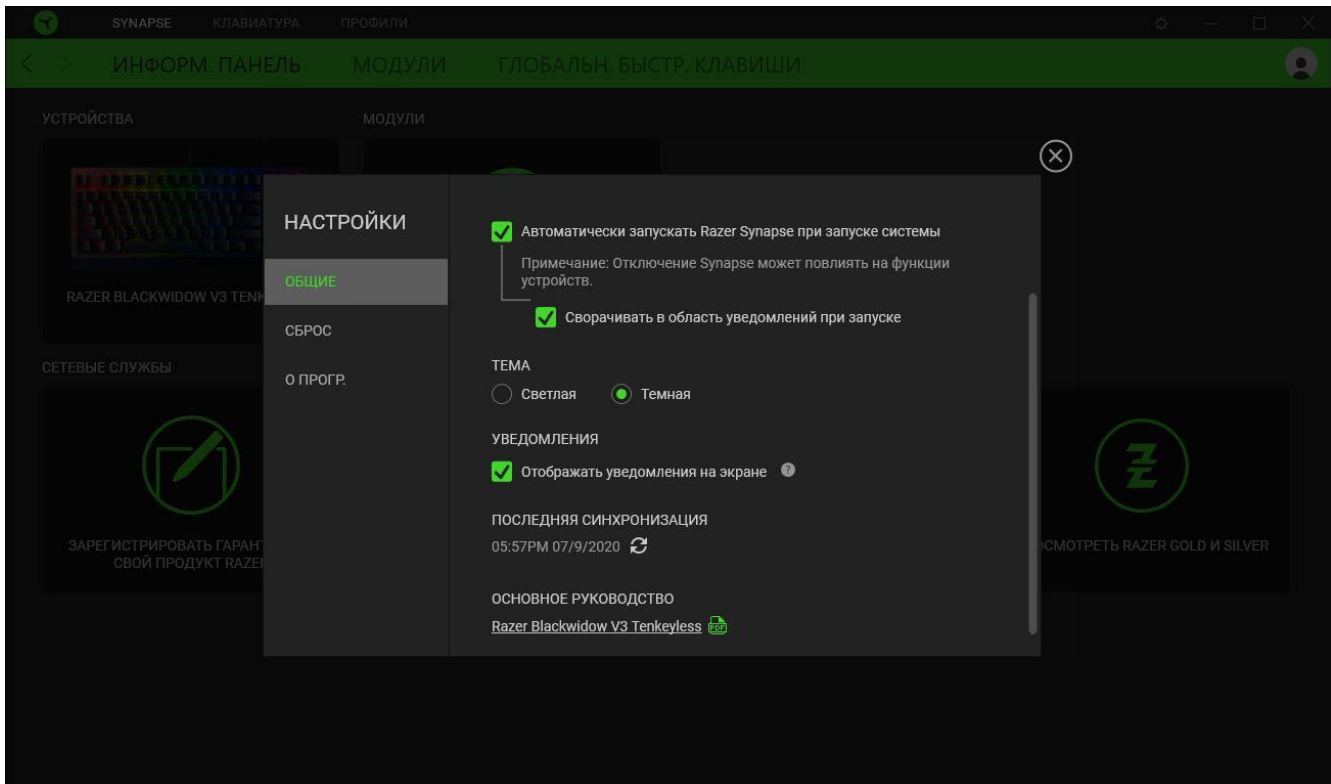 SYNAPSE КЛАВИАТУРА ПРОФИЛИ
ИНФОРМ. ПАНЕЛЬ МОДУЛИ ГЛОБАЛЬН. БЫСТР. КЛАВИШИ
УСТРОЙСТВА МОДУЛИ
RAZER BLACKWIDOW V3 TENK
СЕТЕВЫЕ СЛУЖБЫ
ЗАРЕГИСТРИРОВАТЬ ГАРАНТ
СВОЙ ПРОДУКТ RAZE
ОСМОТРЕТЬ RAZER GOLD И SILVER
НАСТРОЙКИ
ОБЩИЕ
СБРОС
О ПРОГР.
Автоматически запускать Razer Synapse при запуске системы
Примечание: Отключение Synapse может повлиять на функции
устройств.
Сворачивать в область уведомлений при запуске
ТЕМА
Светлая Темная
УВЕДОМЛЕНИЯ
Отображать уведомления на экране ?
ПОСЛЕДНЯЯ СИНХРОНИЗАЦИЯ
05:57PM 07/9/2020
ОСНОВНОЕ РУКОВОДСТВО
Razer Blackwidow V3 Tenkeyless PDF